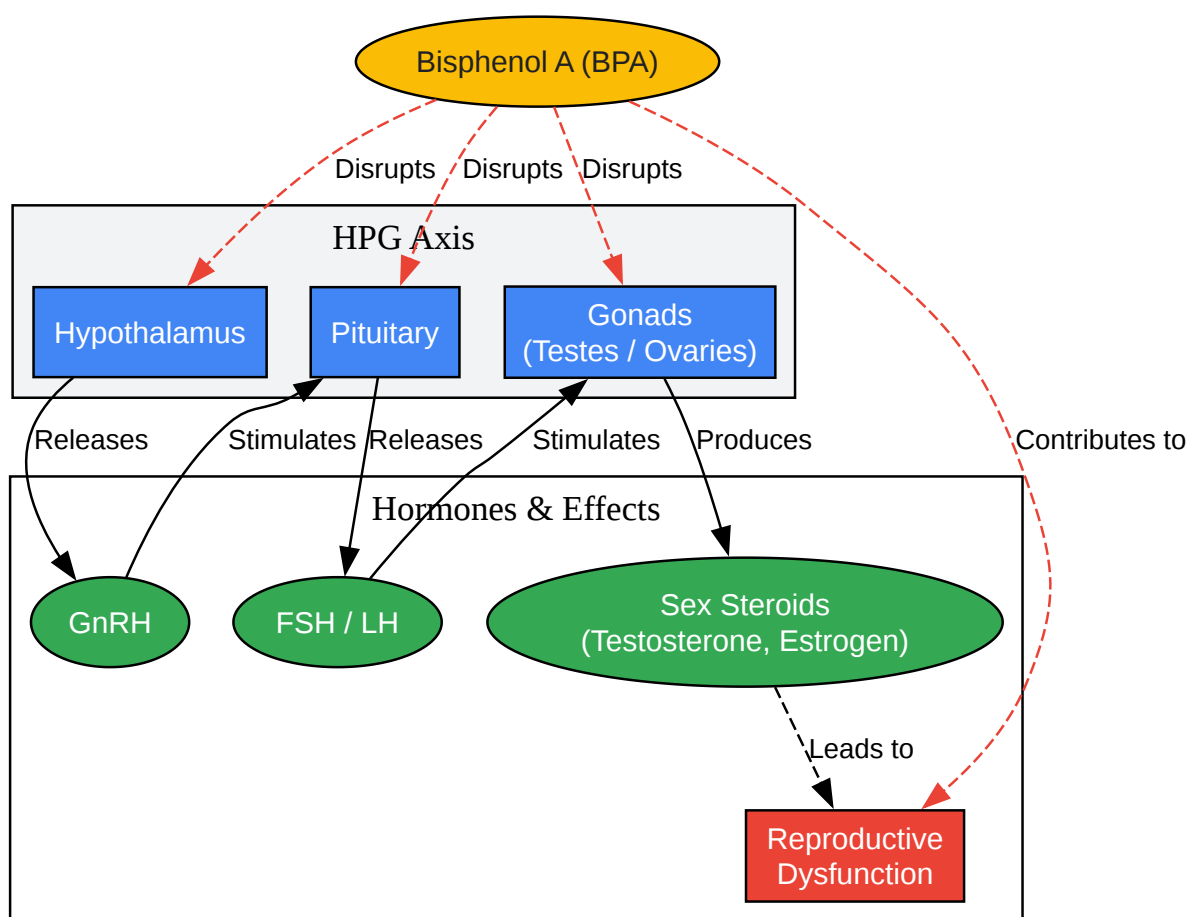 Bisphenol A (BPA)
Disrupts
Disrupts
Disrupts
HPG Axis
Hypothalamus
Pituitary
Gonads
(Testes / Ovaries)
Releases
Stimulates
Releases
Stimulates
Produces
Contributes to
Hormones & Effects
GnRH
FSH / LH
Sex Steroids
(Testosterone, Estrogen)
Leads to
Reproductive
Dysfunction